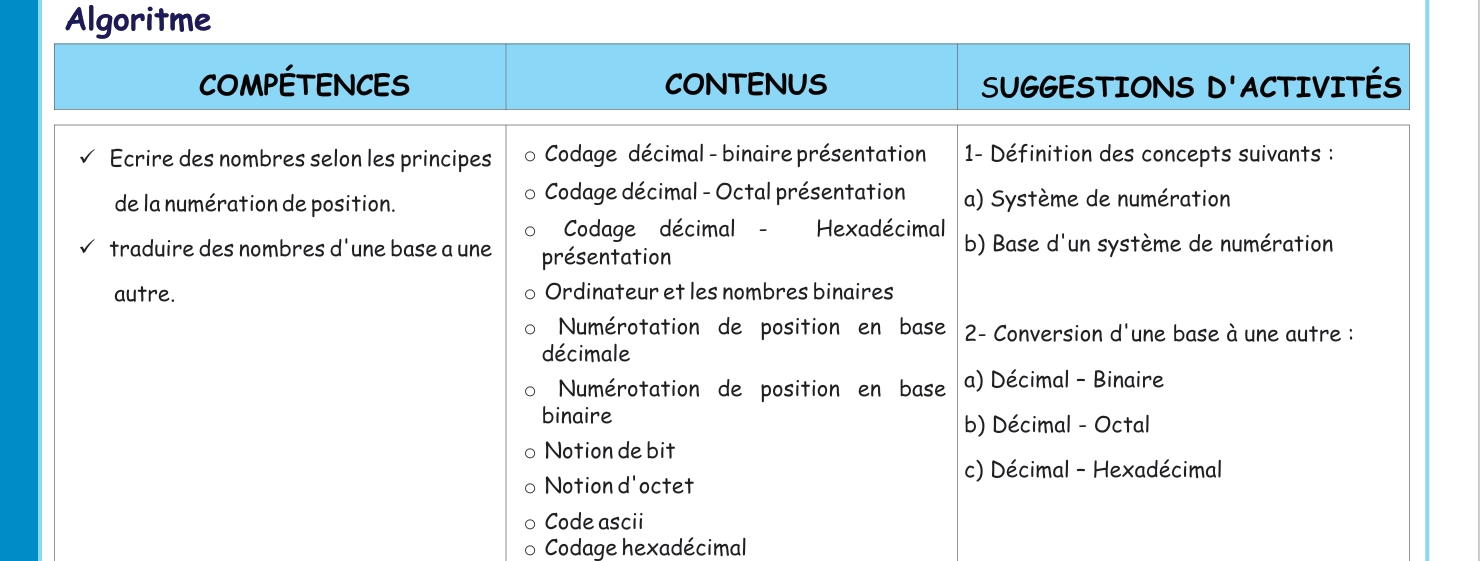 Algoritme
COMPÉTENCES
CONTENUS
SUGGESTIONS D'ACTIVITÉS
✓ Ecrire des nombres selon les principes
de la numération de position.
✓ traduire des nombres d'une base a une
autre.
o Codage décimal - binaire présentation
o Codage décimal - Octal présentation
o Codage décimal - Hexadécimal
présentation
o Ordinateur et les nombres binaires
o Numérotation de position en base
décimale
o Numérotation de position en base
binaire
o Notion de bit
o Notion d'octet
o Code ascii
o Codage hexadécimal
1- Définition des concepts suivants :
a) Système de numération
b) Base d'un système de numération
2- Conversion d'une base à une autre :
a) Décimal – Binaire
b) Décimal - Octal
c) Décimal – Hexadécimal